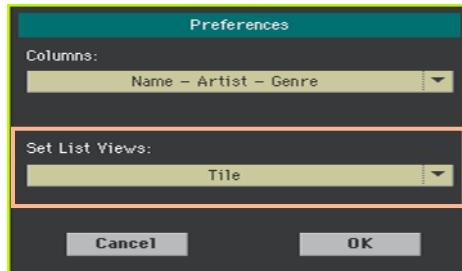 Preferences
Columns:
Name - Artist - Genre
Set List Views:
Tile
Cancel OK